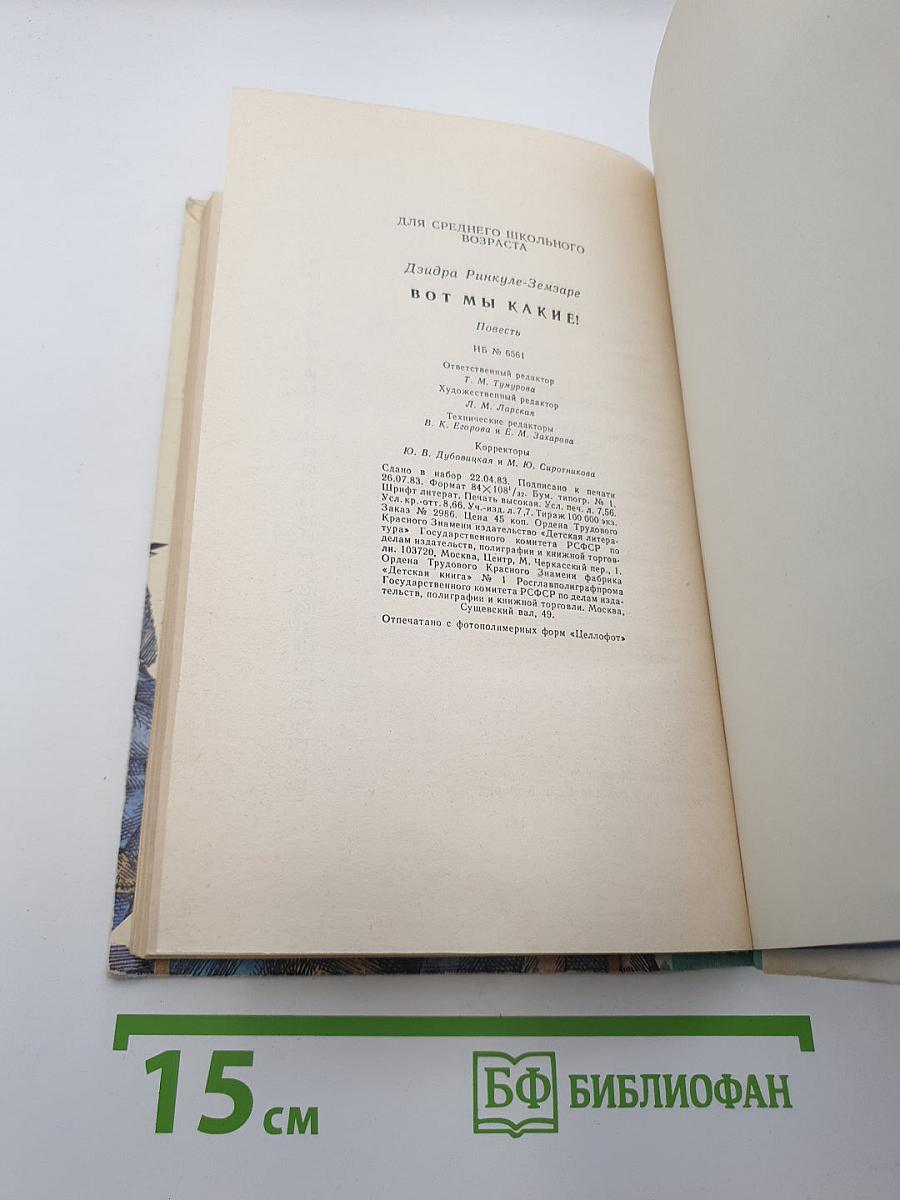 ДЛЯ СРЕДНЕГО ШКОЛЬНОГО
ВОЗРАСТА
Дзидра Ринкуле-Земзаре
ВОТ МЫ КАКИЕ!
Повесть
ИБ № 6561
Ответственный редактор
Т. М. Тумурова
Художественный редактор
Л. М. Ларская
Технические редакторы
В. К. Егорова и Е. М. Захарова
Корректоры
Ю. В. Дубовицкая и М. Ю. Сиротникова
Сдано в набор 22.04.83. Подписано к печати
26.07.83. Формат 84×108¹/₃₂. Бум. типогр. № 1.
Шрифт литерат. Печать высокая. Усл. печ. л. 7,56.
Усл. кр.-отт. 8,66. Уч.-изд. л. 7,7. Тираж 100 000 экз.
Заказ № 2986. Цена 45 коп. Ордена Трудового
Красного Знамени издательство «Детская литера-
тура» Государственного комитета РСФСР по
делам издательств, полиграфии и книжной торгов-
ли. 103720, Москва, Центр, М. Черкасский пер., 1.
Ордена Трудового Красного Знамени фабрика
«Детская книга» № 1 Росглавполиграфпрома
Государственного комитета РСФСР по делам изда-
тельств, полиграфии и книжной торговли. Москва,
Сущевский вал, 49.
Отпечатано с фотополимерных форм «Целлофот»
15 см
БФ БИБЛИОФАН